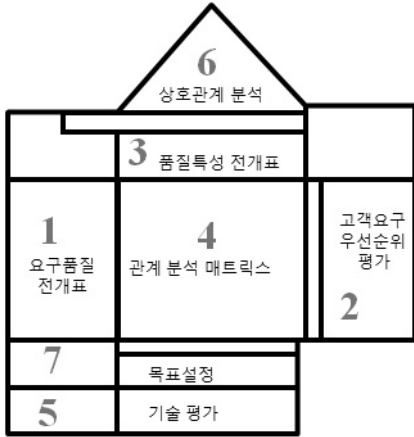 6
상호관계 분석
3 품질특성 전개표
1
요구품질
전개표
4
관계 분석 매트릭스
고객요구
우선순위
평가
2
7
목표설정
5
기술 평가